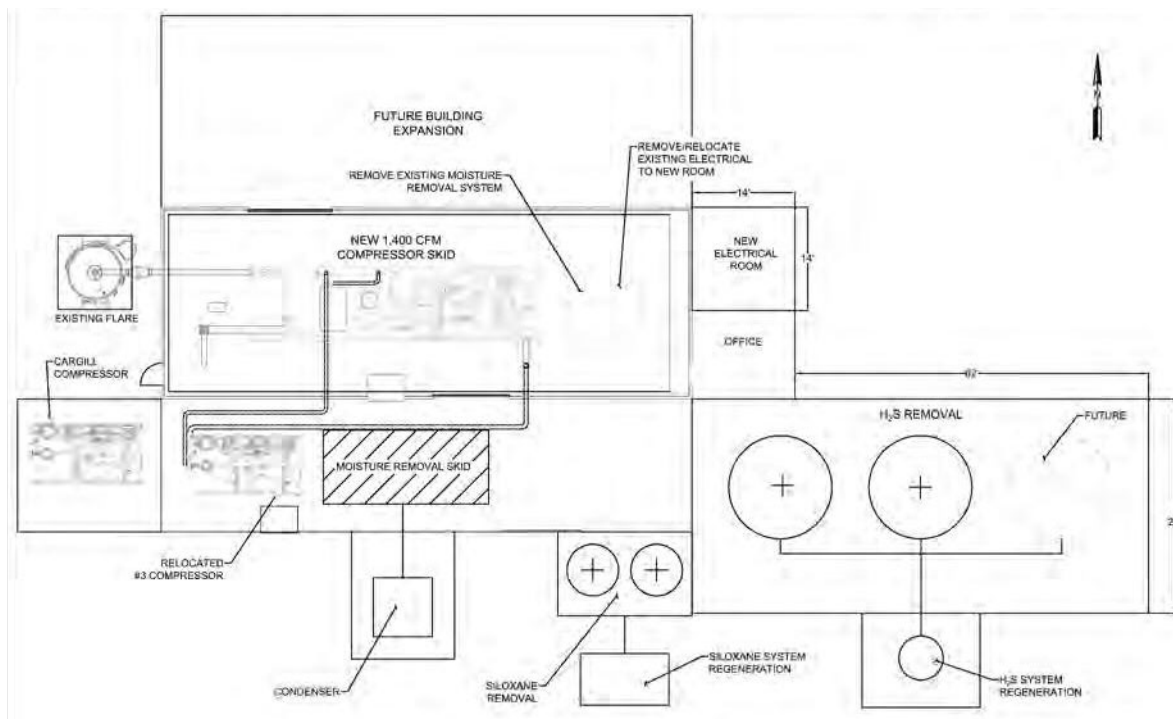 FUTURE BUILDING
EXPANSION
REMOVE/RELOCATE
EXISTING ELECTRICAL
TO NEW ROOM
REMOVE EXISTING MOISTURE
REMOVAL SYSTEM
N
14'
NEW 1,400 CFM
COMPRESSOR SKID
NEW
ELECTRICAL
ROOM
14'
EXISTING FLARE
OFFICE
CARGILL
COMPRESSOR
H₂S REMOVAL
FUTURE
MOISTURE REMOVAL SKID
RELOCATED
#3 COMPRESSOR
CONDENSER
SILOXANE
REMOVAL
SILOXANE SYSTEM
REGENERATION
H₂S SYSTEM
REGENERATION